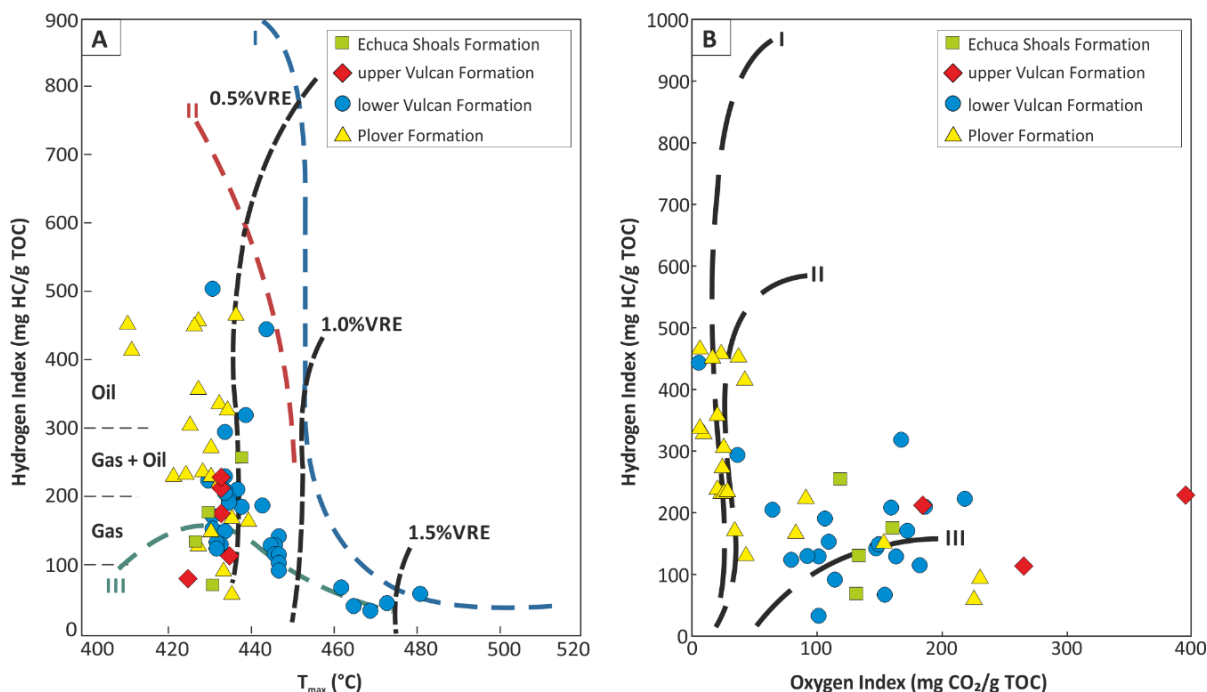 A
Hydrogen Index (mg HC/g TOC)
900
800
700
600
500
400
300
200
100
0
I
II
III
0.5%VRE
1.0%VRE
1.5%VRE
Oil
Gas + Oil
Gas
Echuca Shoals Formation
upper Vulcan Formation
lower Vulcan Formation
Plover Formation
400
420
440
460
480
500
520
Tmax (°C)
B
Hydrogen Index (mg HC/g TOC)
1000
900
800
700
600
500
400
300
200
100
0
I
II
III
Echuca Shoals Formation
upper Vulcan Formation
lower Vulcan Formation
Plover Formation
0
100
200
300
400
Oxygen Index (mg CO₂/g TOC)